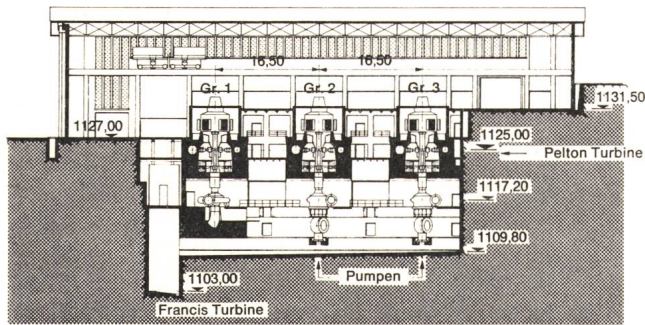 16,50 16,50
Gr. 1 Gr. 2 Gr. 3
1131,50
1127,00
1125,00
Pelton Turbine
1117,20
1109,80
1103,00
Pumpen
Francis Turbine